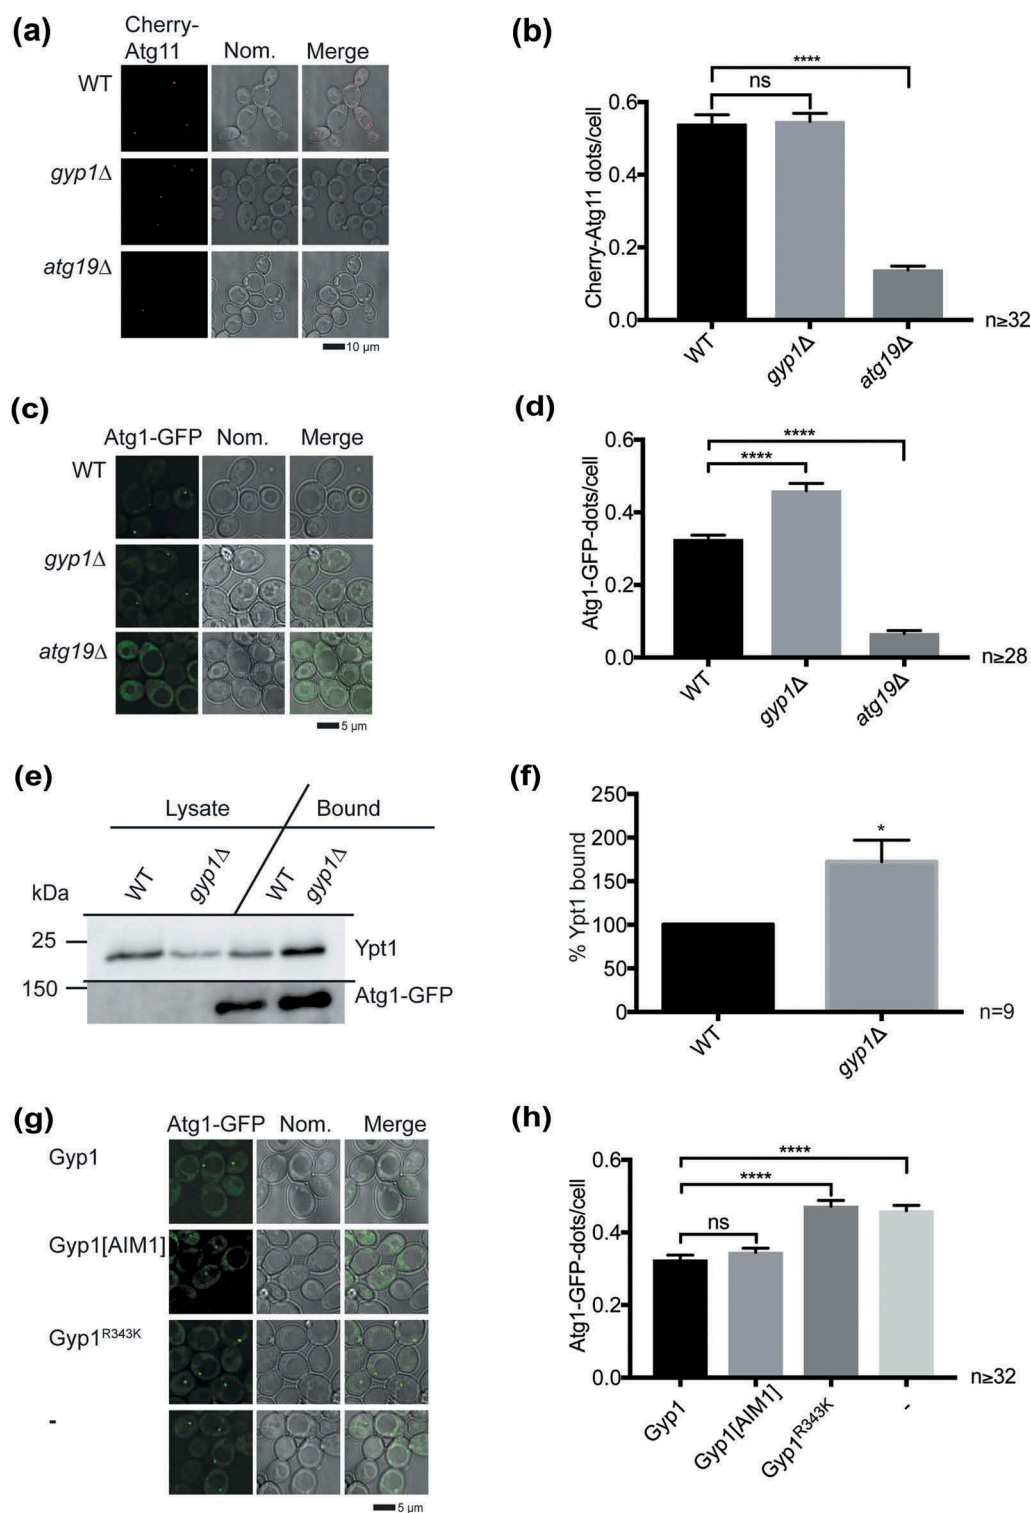 (a)
Cherry-
Atg11 Nom. Merge
WT
gyp1Δ
atg19Δ
10 µm
(b)
Cherry-Atg11 dots/cell
0.6
0.4
0.2
0.0
ns
****
WT
gyp1Δ
atg19Δ
n≥32
(c)
Atg1-GFP Nom. Merge
WT
gyp1Δ
atg19Δ
5 µm
(d)
Atg1-GFP-dots/cell
0.6
0.4
0.2
0.0
****
****
WT
gyp1Δ
atg19Δ
n≥28
(e)
Lysate Bound
kDa WT gyp1Δ WT gyp1Δ
25 Ypt1
150 Atg1-GFP
(f)
% Ypt1 bound
250
200
150
100
50
0
*
WT
gyp1Δ
n=9
(g)
Atg1-GFP Nom. Merge
Gyp1
Gyp1[AIM1]
Gyp1R343K
-
5 µm
(h)
Atg1-GFP-dots/cell
0.6
0.4
0.2
0.0
ns
****
****
Gyp1
Gyp1[AIM1]
Gyp1R343K
-
n≥32